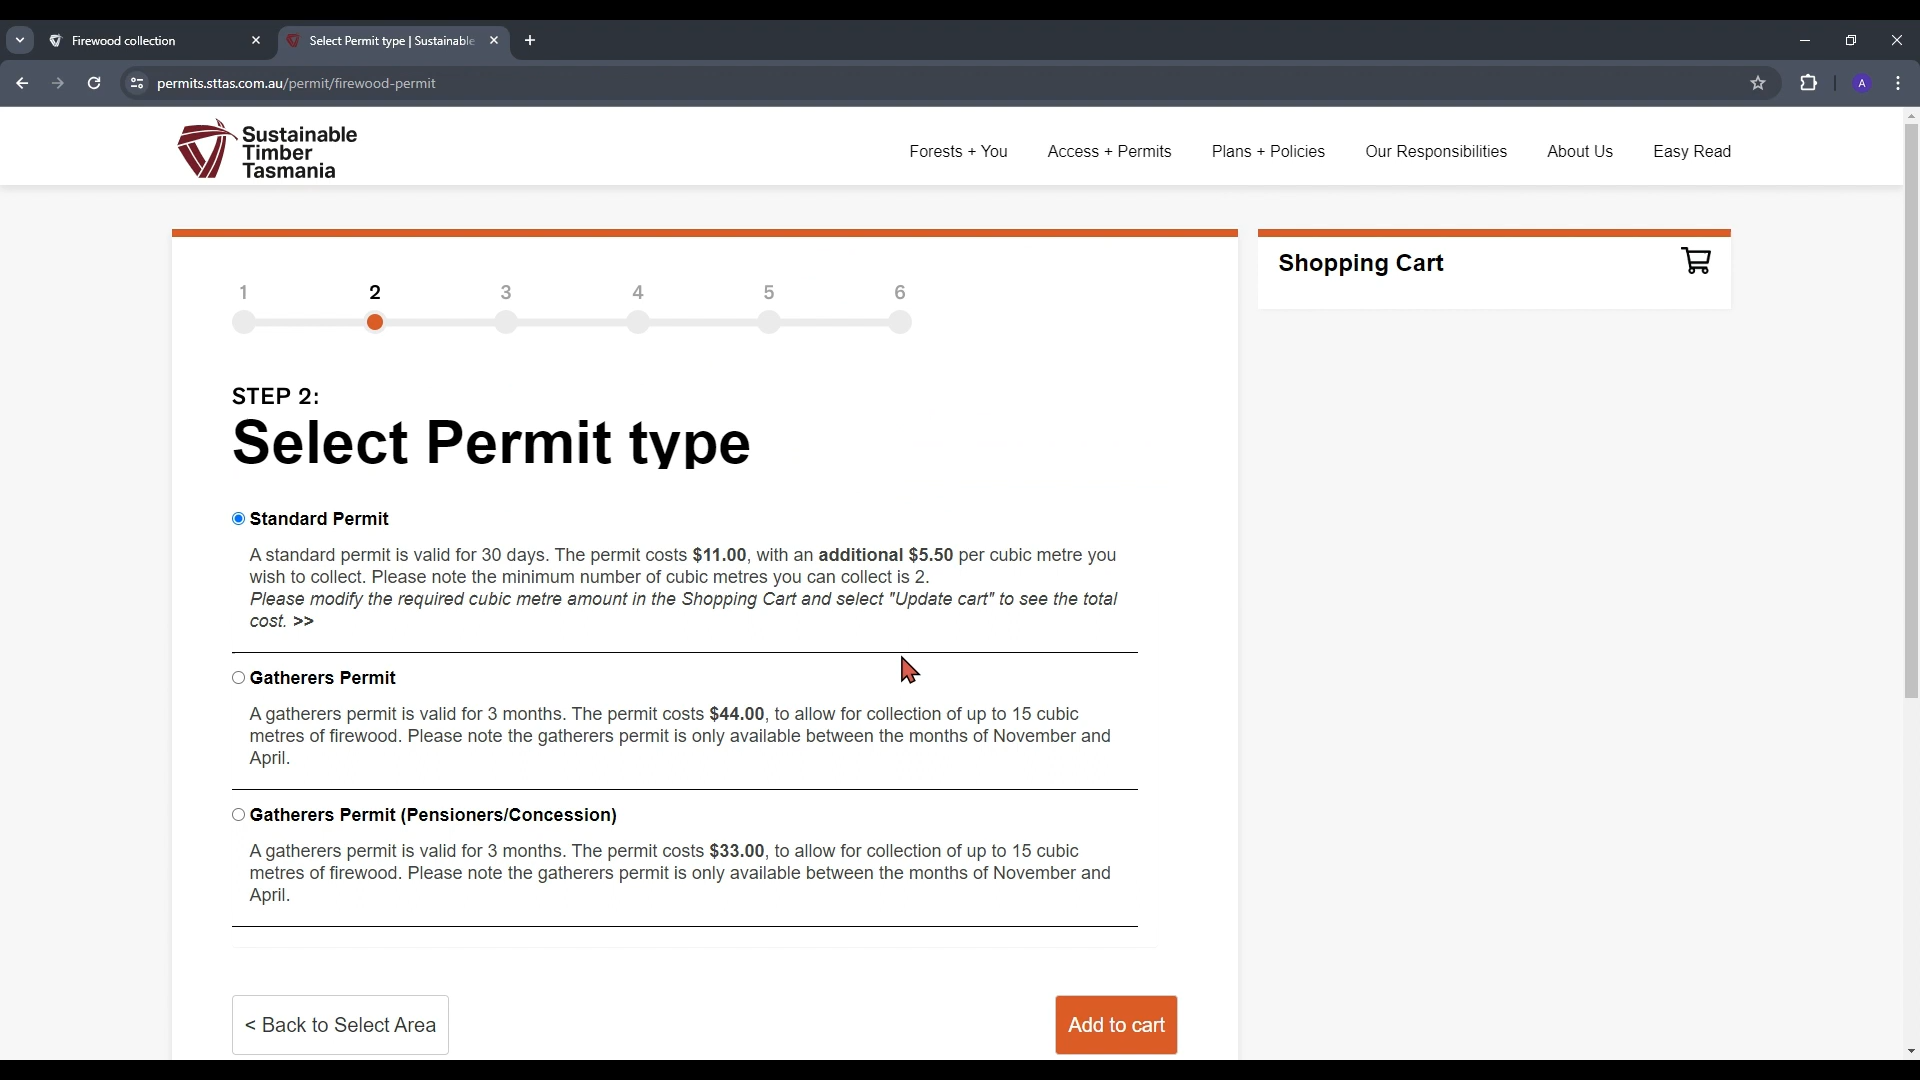 Firewood collection
Select Permit type | Sustainable
permits.sttas.com.au/permit/firewood-permit
A
Sustainable
Timber
Tasmania
Forests + You
Access + Permits
Plans + Policies
Our Responsibilities
About Us
Easy Read
1 2 3 4 5 6
STEP 2:
Select Permit type
Standard Permit
A standard permit is valid for 30 days. The permit costs $11.00, with an additional $5.50 per cubic metre you
wish to collect. Please note the minimum number of cubic metres you can collect is 2.
Please modify the required cubic metre amount in the Shopping Cart and select "Update cart" to see the total
cost. >>
Gatherers Permit
A gatherers permit is valid for 3 months. The permit costs $44.00, to allow for collection of up to 15 cubic
metres of firewood. Please note the gatherers permit is only available between the months of November and
April.
Gatherers Permit (Pensioners/Concession)
A gatherers permit is valid for 3 months. The permit costs $33.00, to allow for collection of up to 15 cubic
metres of firewood. Please note the gatherers permit is only available between the months of November and
April.
< Back to Select Area
Add to cart
Shopping Cart